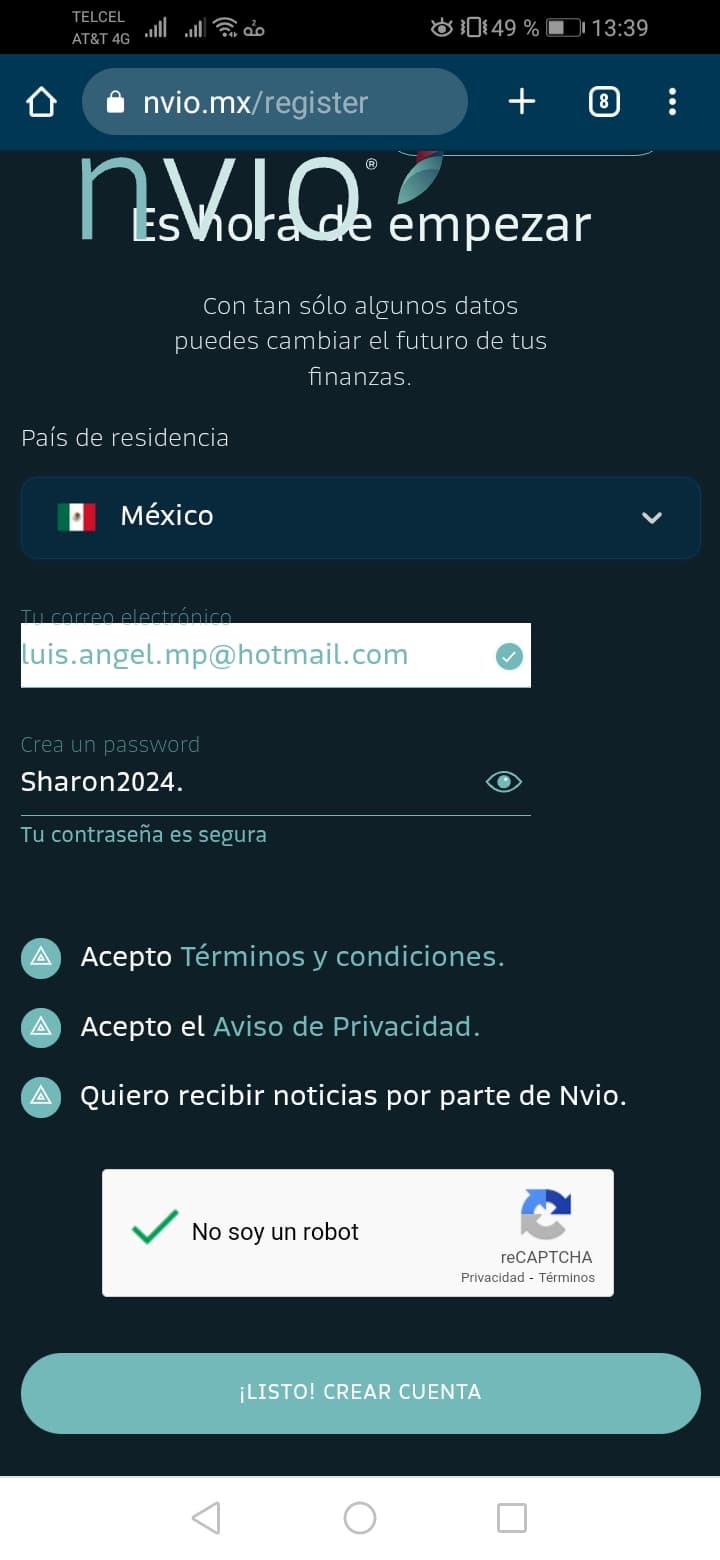 TELCEL
AT&T 4G
2
49 % 13:39
nvio.mx/register
8
nvio®
Es hora de empezar
Con tan sólo algunos datos
puedes cambiar el futuro de tus
finanzas.
País de residencia
México
Tu correo electrónico
luis.angel.mp@hotmail.com
Crea un password
Sharon2024.
Tu contraseña es segura
Acepto Términos y condiciones.
Acepto el Aviso de Privacidad.
Quiero recibir noticias por parte de Nvio.
No soy un robot
reCAPTCHA
Privacidad - Términos
¡LISTO! CREAR CUENTA